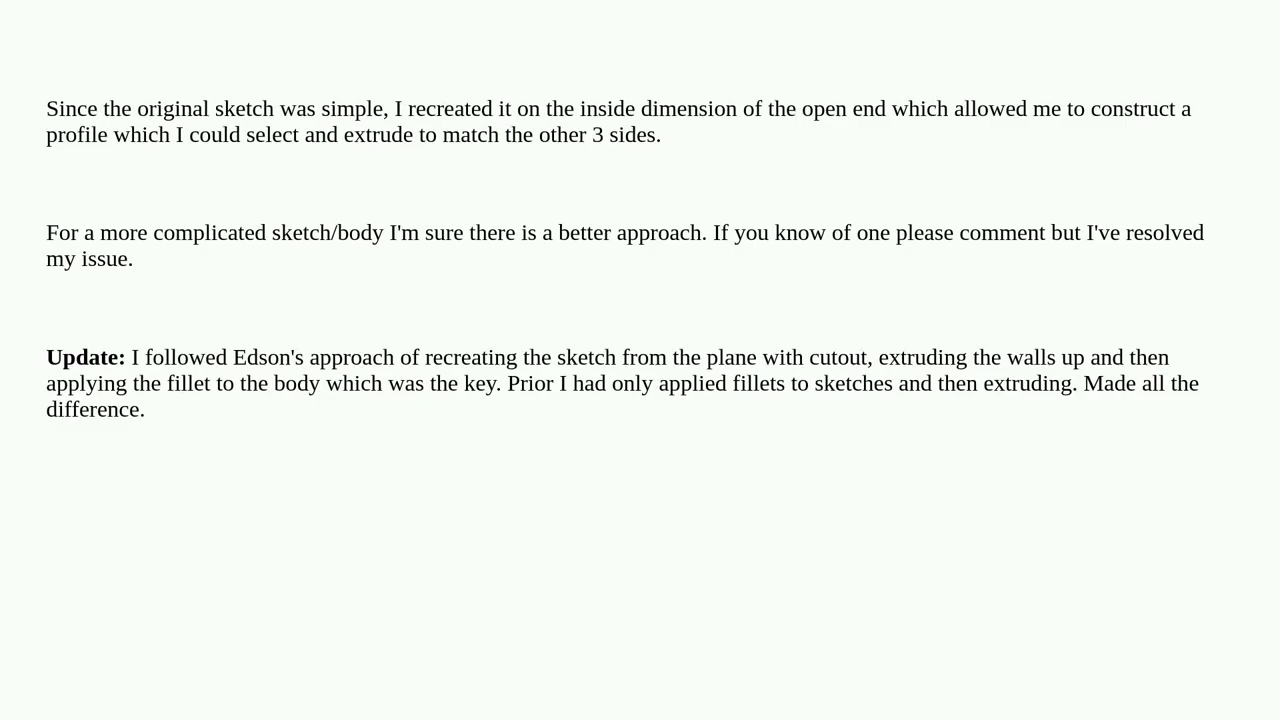 Since the original sketch was simple, I recreated it on the inside dimension of the open end which allowed me to construct a
profile which I could select and extrude to match the other 3 sides.
For a more complicated sketch/body I'm sure there is a better approach. If you know of one please comment but I've resolved
my issue.
Update: I followed Edson's approach of recreating the sketch from the plane with cutout, extruding the walls up and then
applying the fillet to the body which was the key. Prior I had only applied fillets to sketches and then extruding. Made all the
difference.